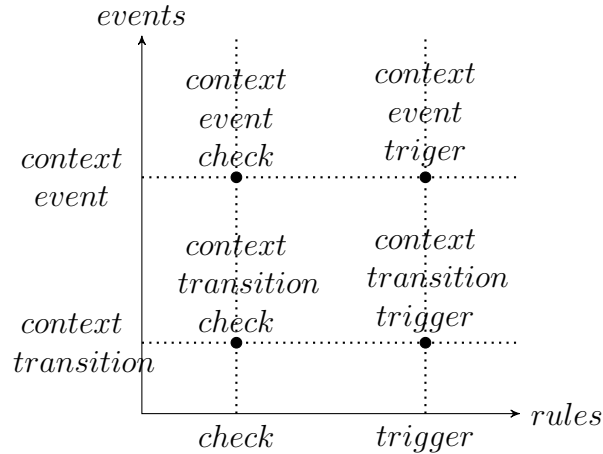 events
context
event
check
context
event
triger
context
event
context
transition
check
context
transition
trigger
context
transition
rules
check
trigger